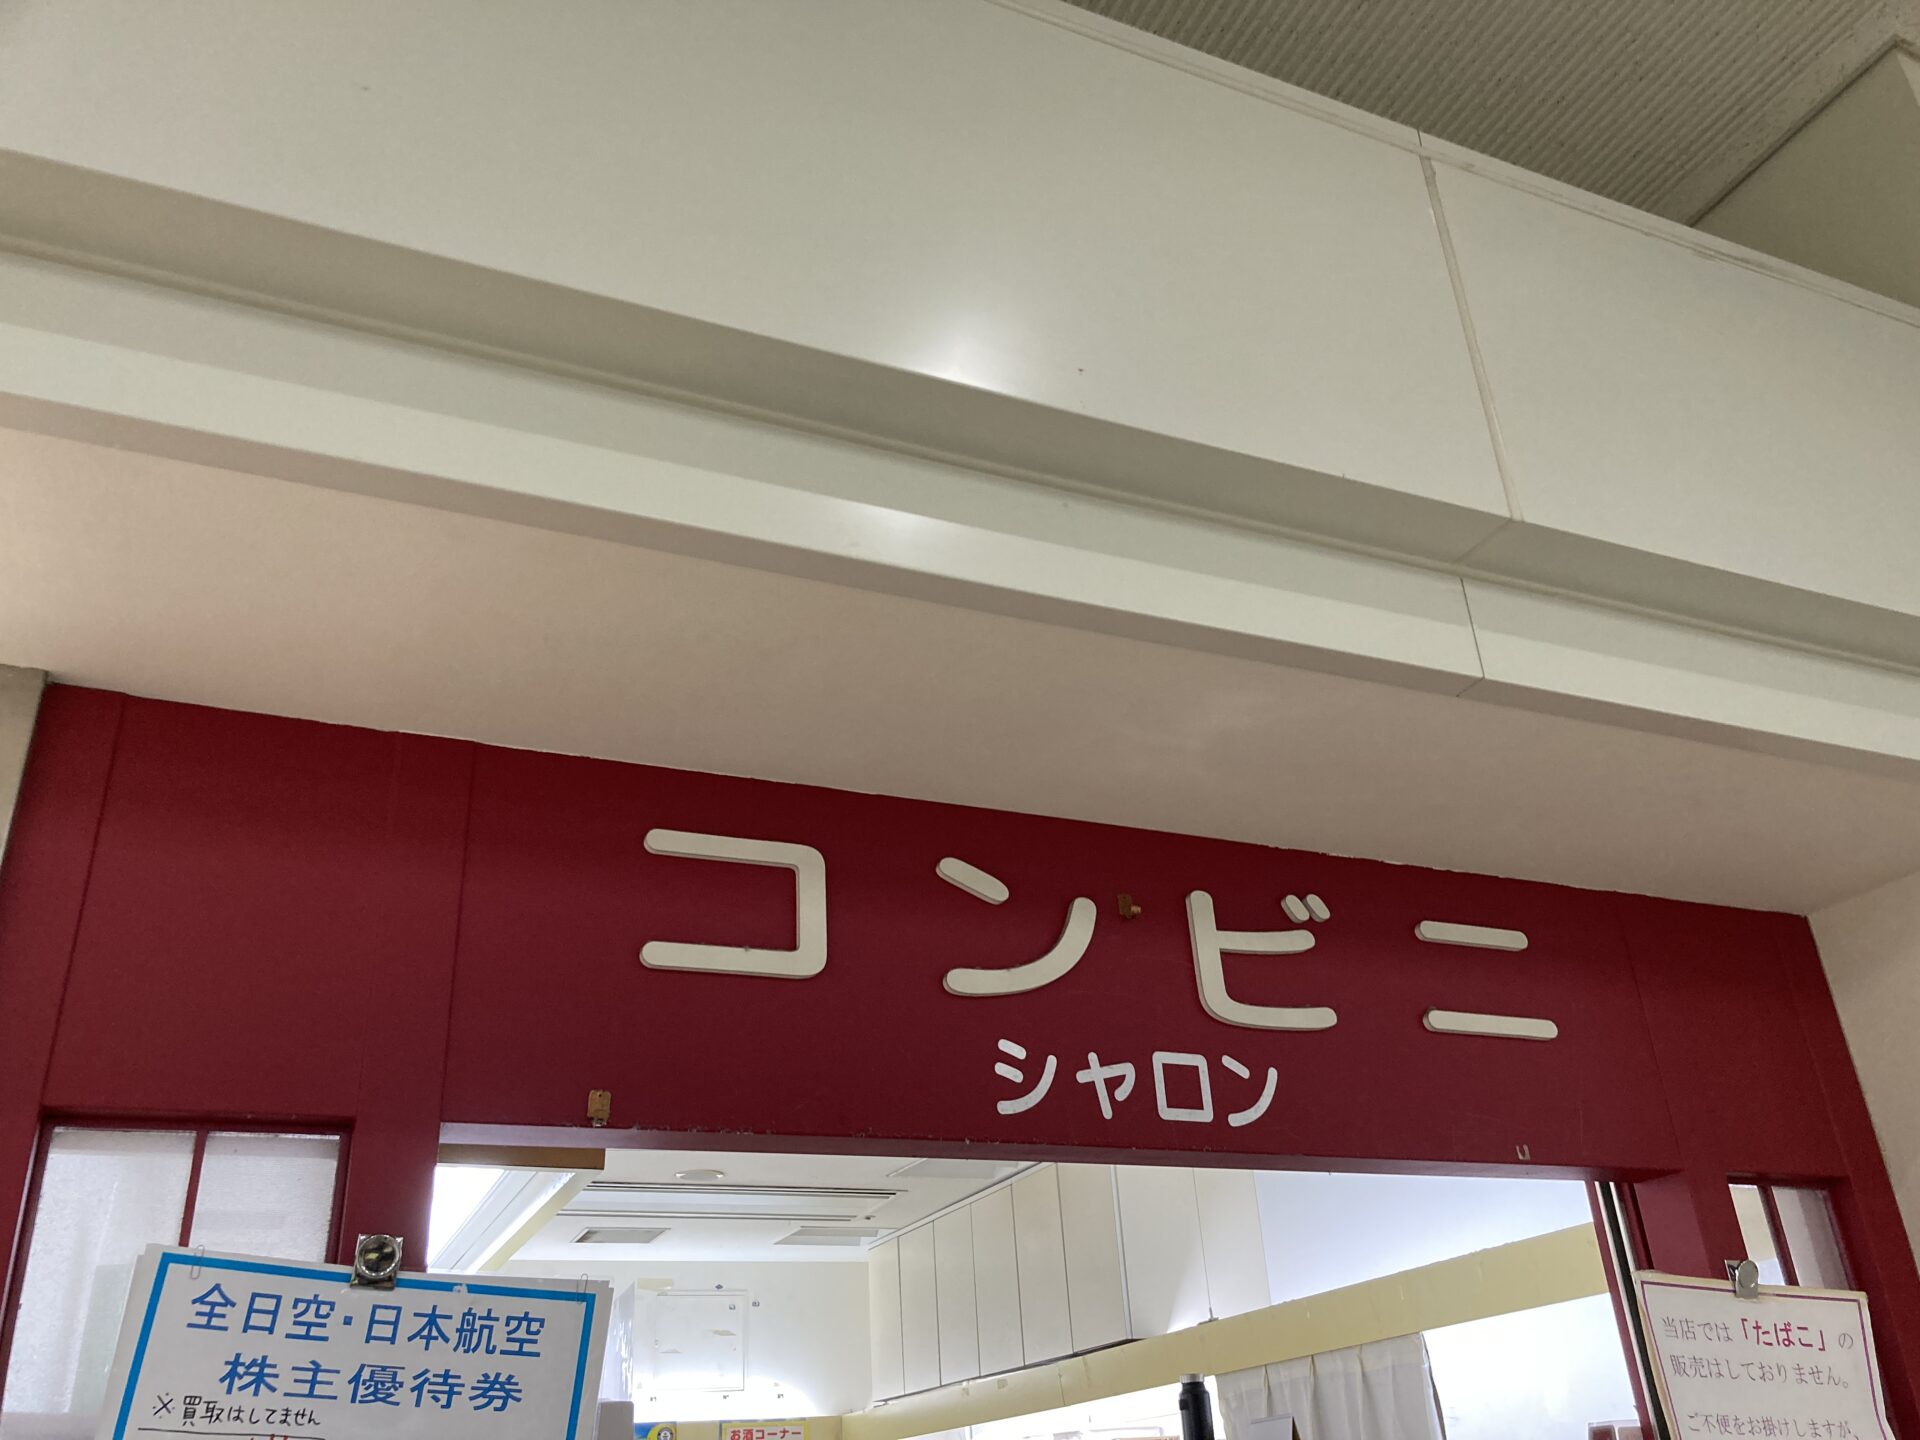 コンビニ
シャロン
全日空・日本航空
株主優待券
※買取はしてません
お酒コーナー
当店では「たばこ」の
販売はしておりません。
ご不便をお掛けしますが、